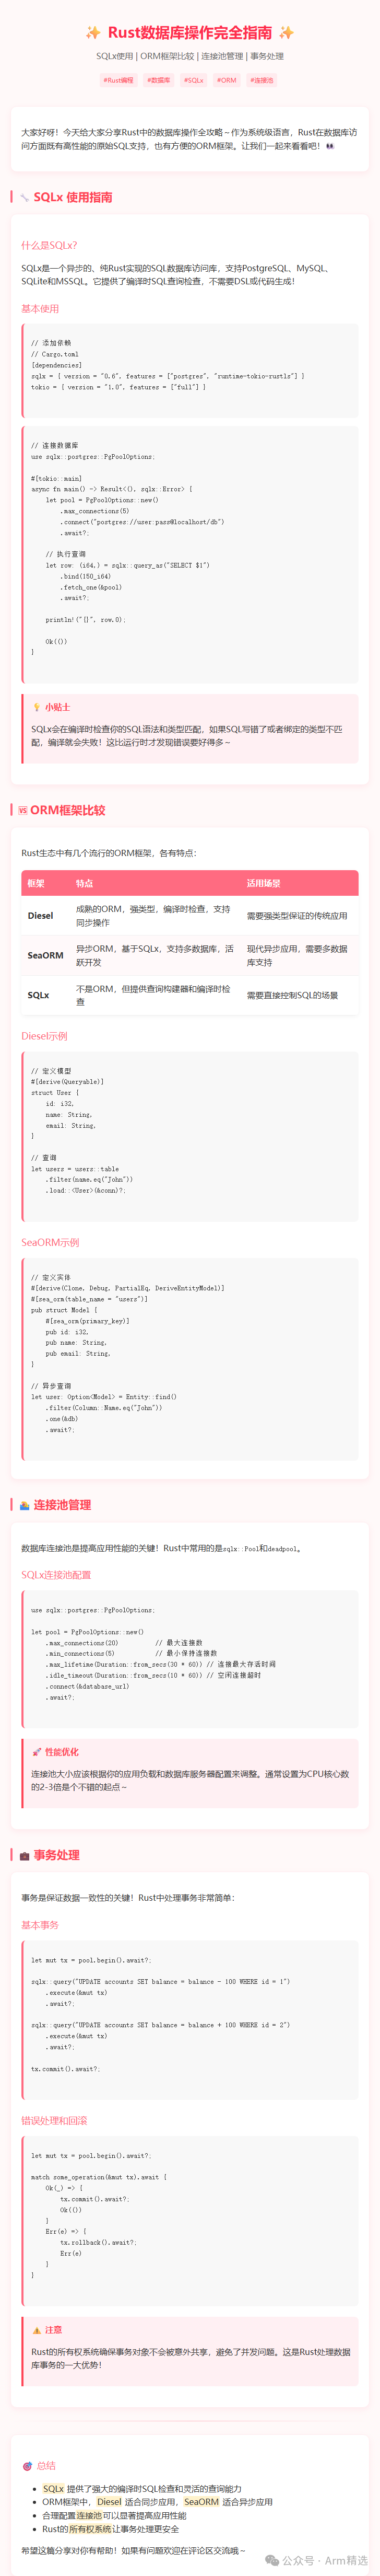 ✨ Rust数据库操作完全指南 ✨
SQLx使用 | ORM框架比较 | 连接池管理 | 事务处理
#Rust编程 #数据库 #SQLx #ORM #连接池
大家好呀！今天给大家分享Rust中的数据库操作全攻略～作为系统级语言，Rust在数据库访
问方面既有高性能的原始SQL支持，也有方便的ORM框架。让我们一起来看看吧！
🔧 SQLx 使用指南
什么是SQLx?
SQLx是一个异步的、纯Rust实现的SQL数据库访问库，支持PostgreSQL、MySQL、
SQLite和MSSQL。它提供了编译时SQL查询检查，不需要DSL或代码生成！
基本使用
// 添加依赖
// Cargo.toml
[dependencies]
sqlx = { version = "0.6", features = ["postgres", "runtime-tokio-rustls"] }
tokio = { version = "1.0", features = ["full"] }
// 连接数据库
use sqlx::postgres::PgPoolOptions;
#[tokio::main]
async fn main() -> Result<(), sqlx::Error> {
    let pool = PgPoolOptions::new()
        .max_connections(5)
        .connect("postgres://user:pass@localhost/db")
        .await?;
    // 执行查询
    let row: (i64,) = sqlx::query_as("SELECT $1")
        .bind(150_i64)
        .fetch_one(&pool)
        .await?;
    println!("{}", row.0);
    Ok(())
}
💡 小贴士
SQLx会在编译时检查你的SQL语法和类型匹配，如果SQL写错了或者绑定的类型不匹
配，编译就会失败！这比运行时才发现错误要好得多～
🆚 ORM框架比较
Rust生态中有几个流行的ORM框架，各有特点：
框架 特点 适用场景
Diesel 成熟的ORM，强类型，编译时检查，支持 需要强类型保证的传统应用
同步操作
SeaORM 异步ORM，基于SQLx，支持多数据库，活 现代异步应用，需要多数据
跃开发 库支持
SQLx 不是ORM，但提供查询构建器和编译时检 需要直接控制SQL的场景
查
Diesel示例
// 定义模型
#[derive(Queryable)]
struct User {
    id: i32,
    name: String,
    email: String,
}
// 查询
let users = users::table
    .filter(name.eq("John"))
    .load::<User>(&conn)?;
SeaORM示例
// 定义实体
#[derive(Clone, Debug, PartialEq, DeriveEntityModel)]
#[sea_orm(table_name = "users")]
pub struct Model {
    #[sea_orm(primary_key)]
    pub id: i32,
    pub name: String,
    pub email: String,
}
// 异步查询
let user: Option<Model> = Entity::find()
    .filter(Column::Name.eq("John"))
    .one(&db)
    .await?;
🏊 连接池管理
数据库连接池是提高应用性能的关键！Rust中常用的是sqlx::Pool和deadpool。
SQLx连接池配置
use sqlx::postgres::PgPoolOptions;
let pool = PgPoolOptions::new()
    .max_connections(20)          // 最大连接数
    .min_connections(5)           // 最小保持连接数
    .max_lifetime(Duration::from_secs(30 * 60)) // 连接最大存活时间
    .idle_timeout(Duration::from_secs(10 * 60)) // 空闲连接超时
    .connect(&database_url)
    .await?;
🚀 性能优化
连接池大小应该根据你的应用负载和数据库服务器配置来调整。通常设置为CPU核心数
的2-3倍是个不错的起点～
💼 事务处理
事务是保证数据一致性的关键！Rust中处理事务非常简单：
基本事务
let mut tx = pool.begin().await?;
sqlx::query("UPDATE accounts SET balance = balance - 100 WHERE id = 1")
    .execute(&mut tx)
    .await?;
sqlx::query("UPDATE accounts SET balance = balance + 100 WHERE id = 2")
    .execute(&mut tx)
    .await?;
tx.commit().await?;
错误处理和回滚
let mut tx = pool.begin().await?;
match some_operation(&mut tx).await {
    Ok(_) => {
        tx.commit().await?;
        Ok(())
    }
    Err(e) => {
        tx.rollback().await?;
        Err(e)
    }
}
⚠️ 注意
Rust的所有权系统确保事务对象不会被意外共享，避免了并发问题。这是Rust处理数据
库事务的一大优势！
🎯 总结
• SQLx 提供了强大的编译时SQL检查和灵活的查询能力
• ORM框架中，Diesel 适合同步应用，SeaORM 适合异步应用
• 合理配置连接池可以显著提高应用性能
• Rust的所有权系统让事务处理更安全
希望这篇分享对你有帮助！如果有问题欢迎在评论区交流哦～
公众号 · Arm精选